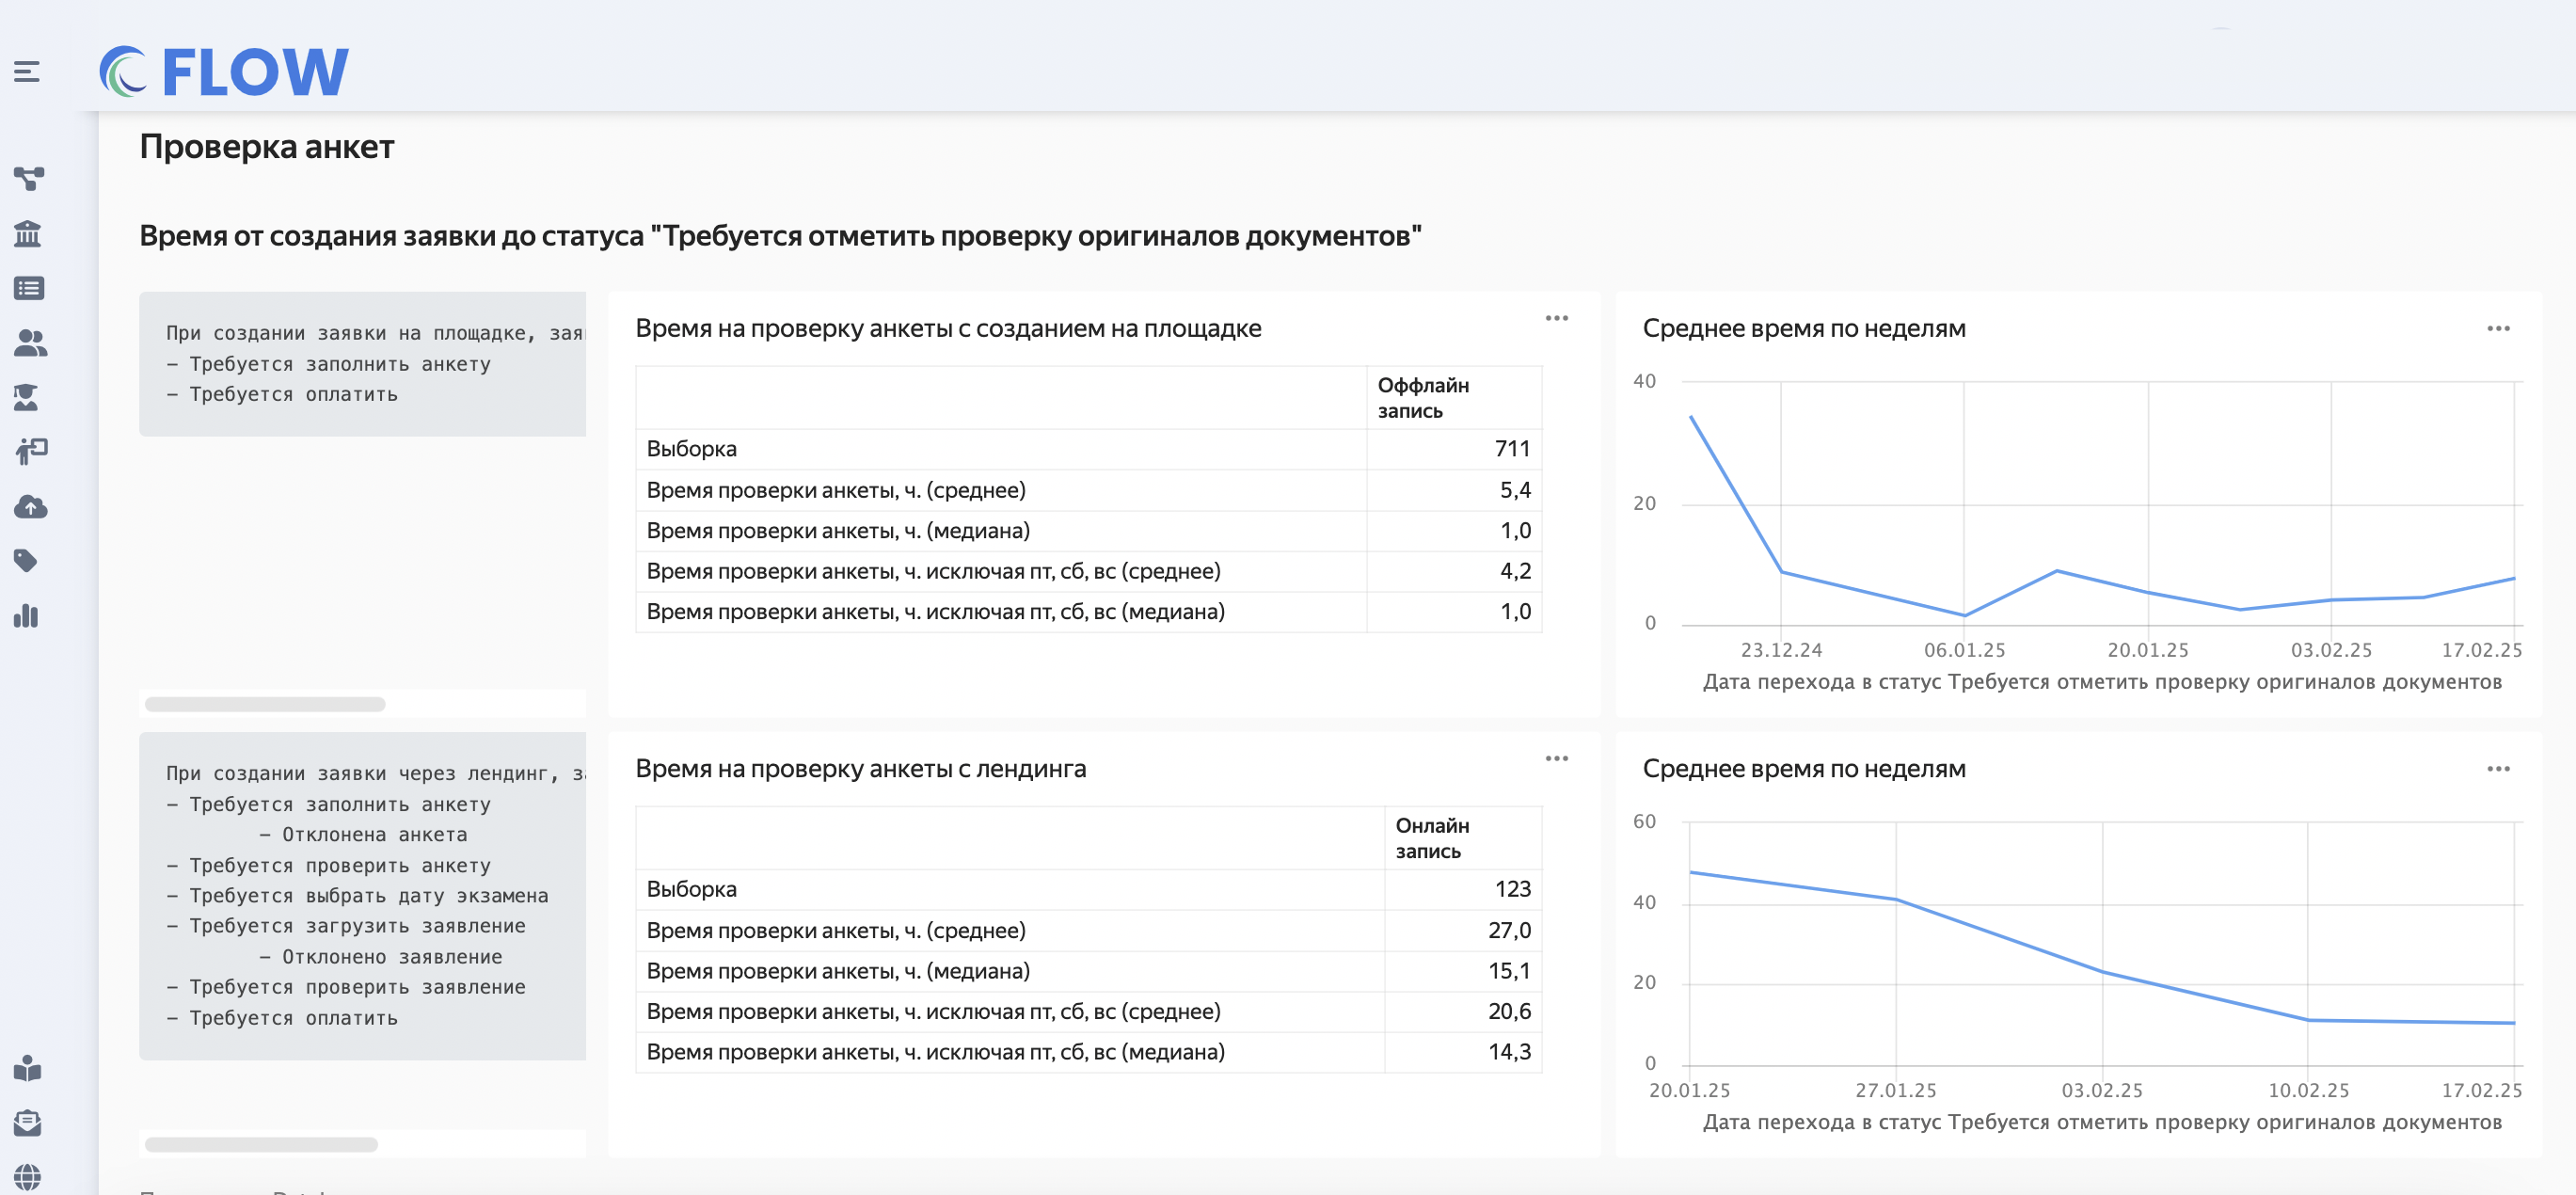 FLOW
Проверка анкет
Время от создания заявки до статуса "Требуется отметить проверку оригиналов документов"
При создании заявки на площадке,
– Требуется заполнить анкету
– Требуется оплатить
Время на проверку анкеты с созданием на площадке
Оффлайн
запись
Выборка 711
Время проверки анкеты, ч. (среднее) 5,4
Время проверки анкеты, ч. (медиана) 1,0
Время проверки анкеты, ч. исключая пт, сб, вс (среднее) 4,2
Время проверки анкеты, ч. исключая пт, сб, вс (медиана) 1,0
Среднее время по неделям
40
20
0
23.12.24 06.01.25 20.01.25 03.02.25 17.02.25
Дата перехода в статус Требуется отметить проверку оригиналов документов
При создании заявки через лендинг,
– Требуется заполнить анкету
– Отклонена анкета
– Требуется проверить анкету
– Требуется выбрать дату экзамена
– Требуется загрузить заявление
– Отклонено заявление
– Требуется проверить заявление
– Требуется оплатить
Время на проверку анкеты с лендинга
Онлайн
запись
Выборка 123
Время проверки анкеты, ч. (среднее) 27,0
Время проверки анкеты, ч. (медиана) 15,1
Время проверки анкеты, ч. исключая пт, сб, вс (среднее) 20,6
Время проверки анкеты, ч. исключая пт, сб, вс (медиана) 14,3
Среднее время по неделям
60
40
20
0
20.01.25 27.01.25 03.02.25 10.02.25 17.02.25
Дата перехода в статус Требуется отметить проверку оригиналов документов